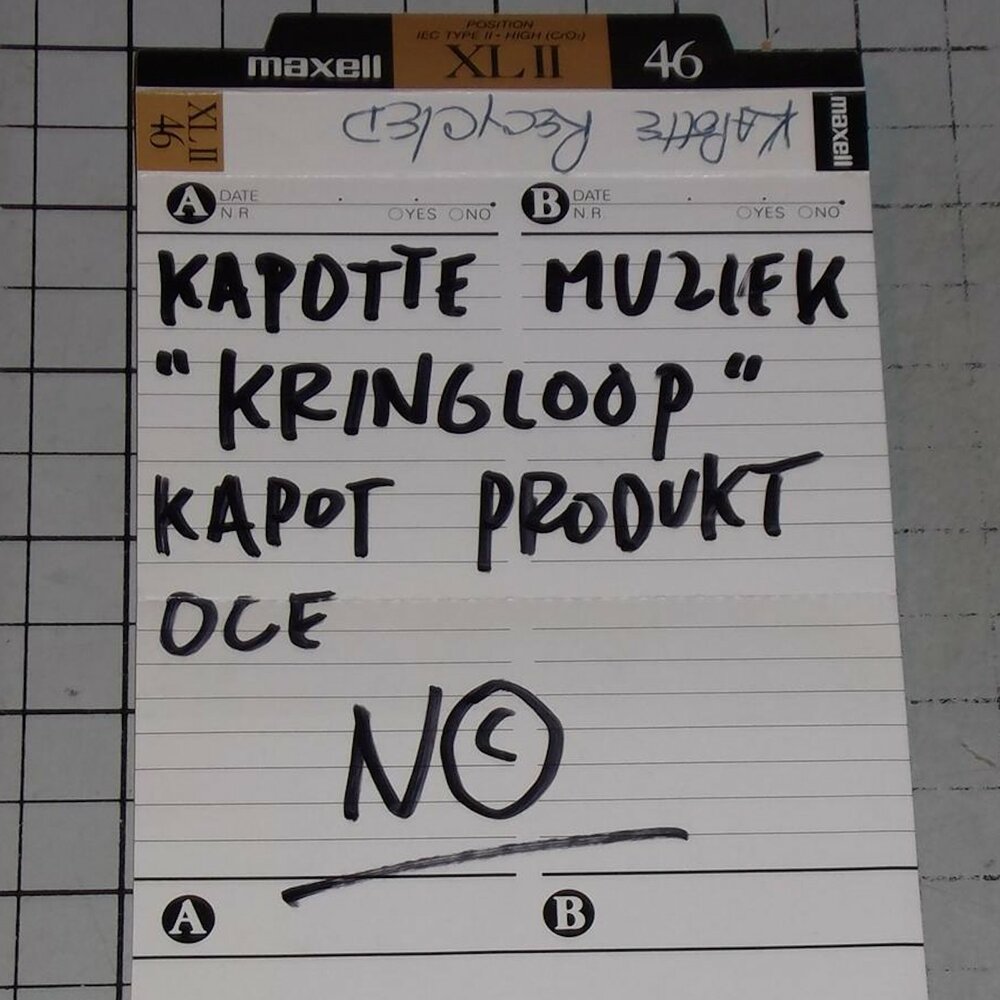 POSITION
IEC TYPE II • HIGH (CrO₂)
maxell XL II 46
XL II 46 KAPOTTE RECYCLED maxell
A DATE N.R. ○YES ○NO B DATE N.R. ○YES ○NO
KAPOTTE MUZIEK
"KRINGLOOP"
KAPOT PRODUKT
OCE
N©
A B